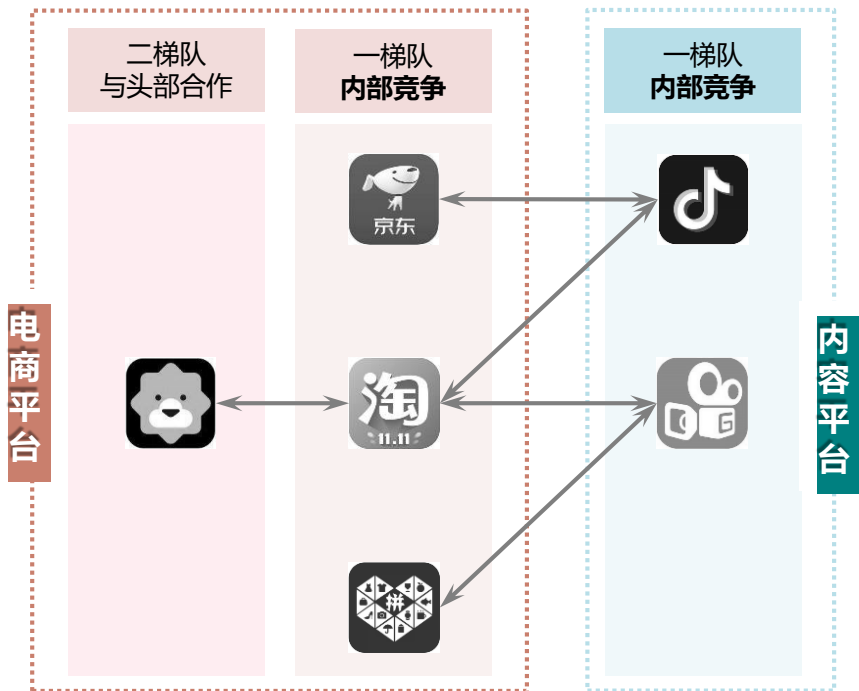 二梯队
与头部合作
一梯队
内部竞争
一梯队
内部竞争
京东
淘
11.11
拼
电商平台
内容平台